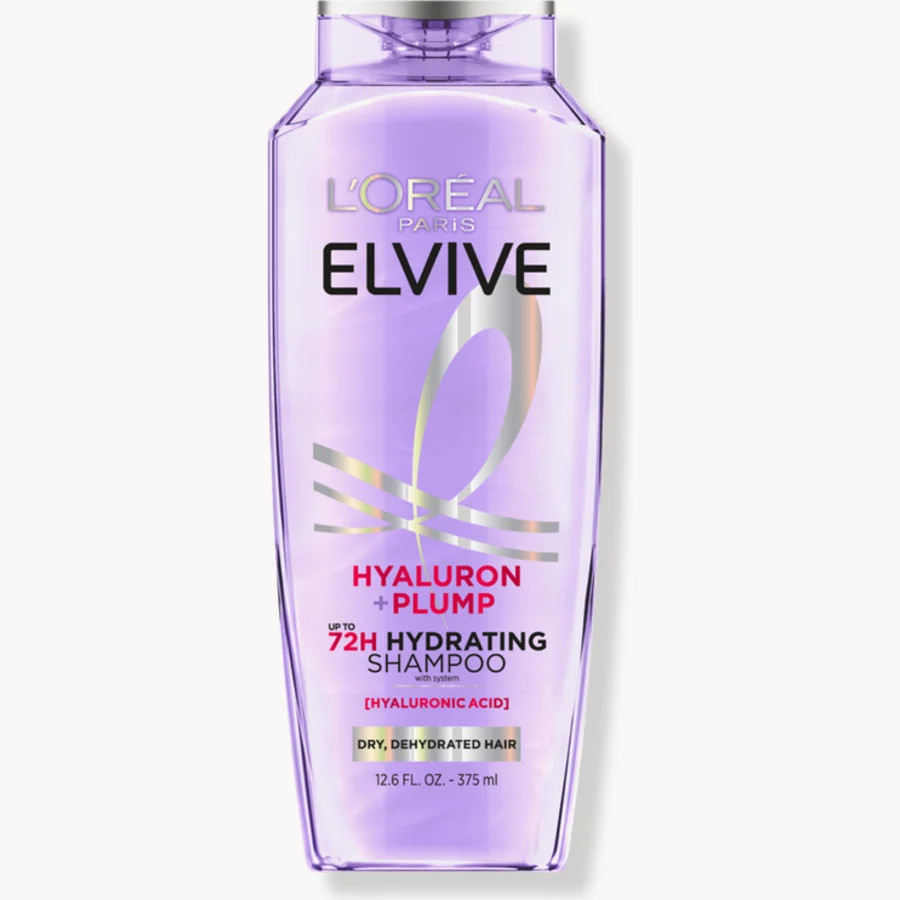 L'ORÉAL
PARIS
ELVIVE
HYALURON
+PLUMP
UP TO
72H HYDRATING
SHAMPOO
with system
[HYALURONIC ACID]
DRY, DEHYDRATED HAIR
12.6 FL. OZ. - 375 ml